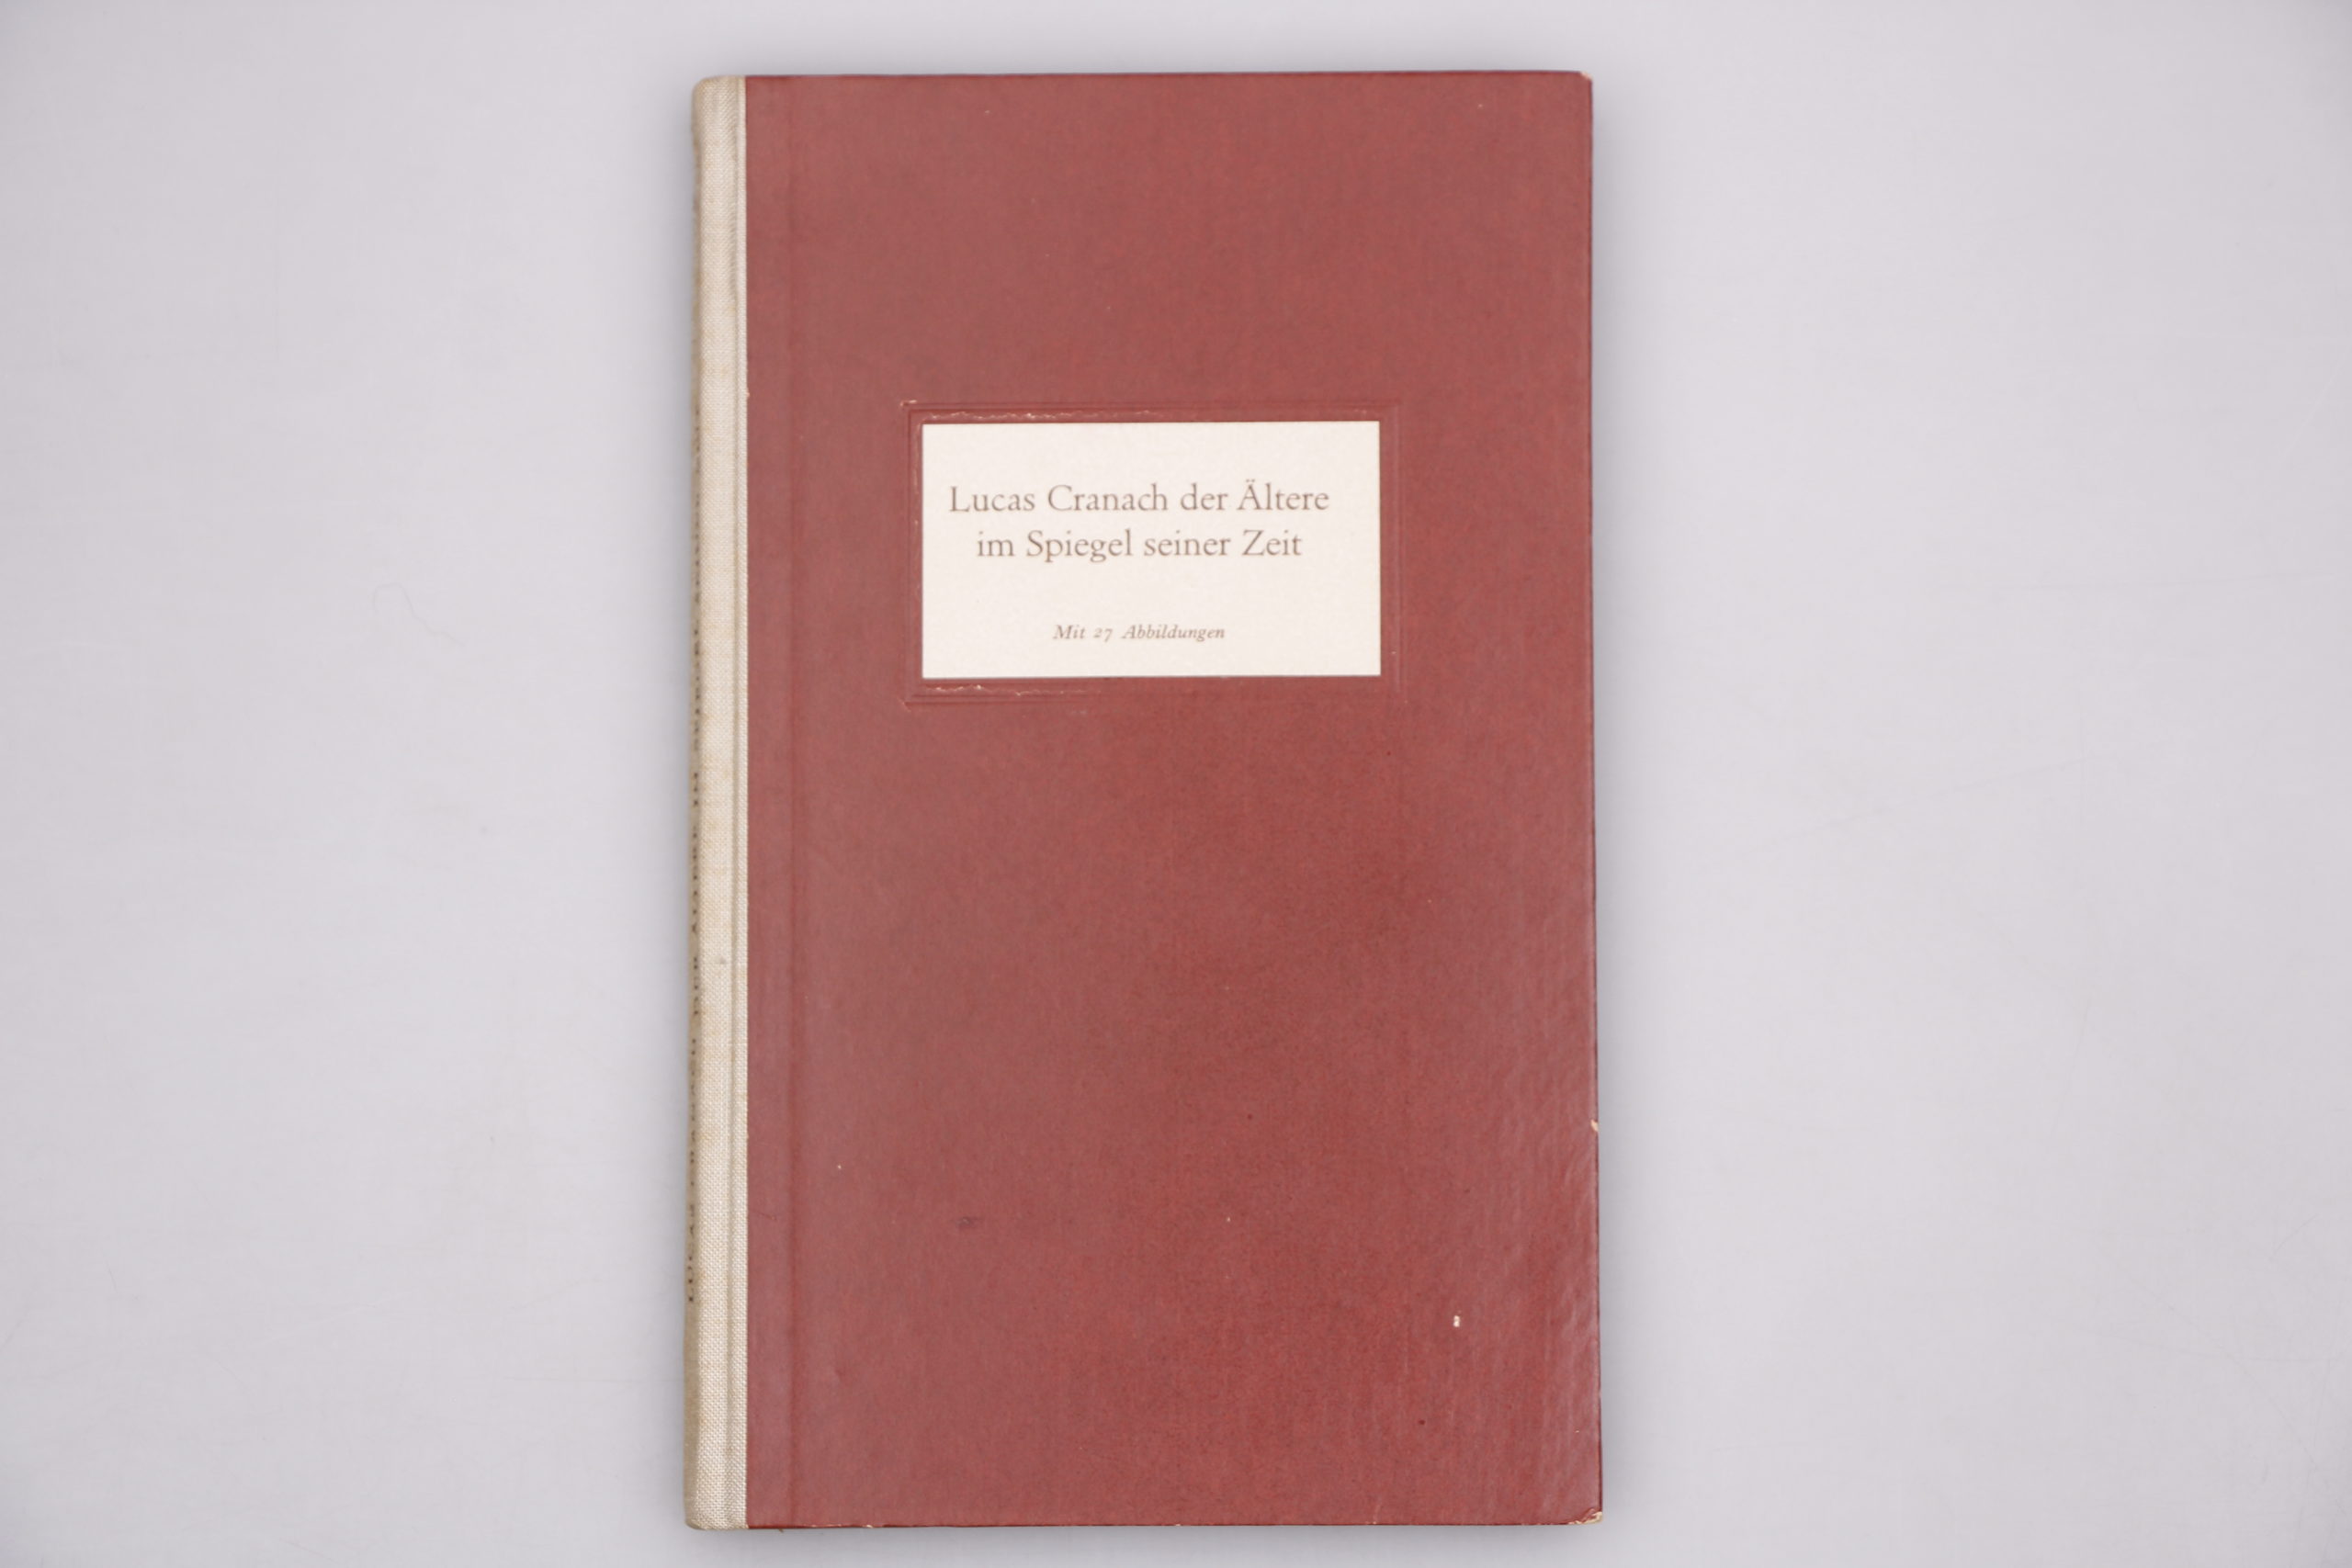 Lucas Cranach der Ältere
im Spiegel seiner Zeit
Mit 27 Abbildungen